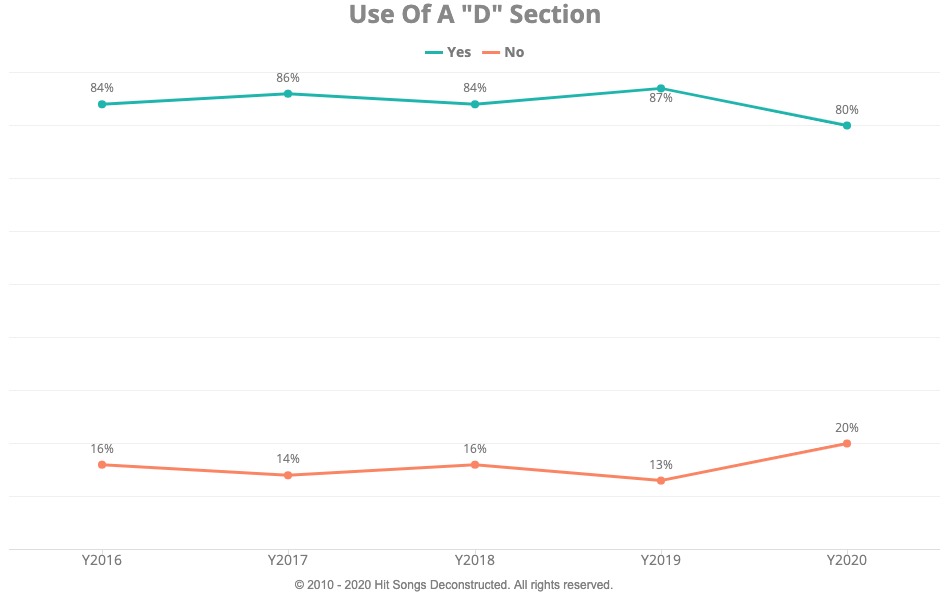 Use Of A "D" Section
Yes No
84% 86% 84% 87% 80%
16% 14% 16% 13% 20%
Y2016 Y2017 Y2018 Y2019 Y2020
© 2010 - 2020 Hit Songs Deconstructed. All rights reserved.